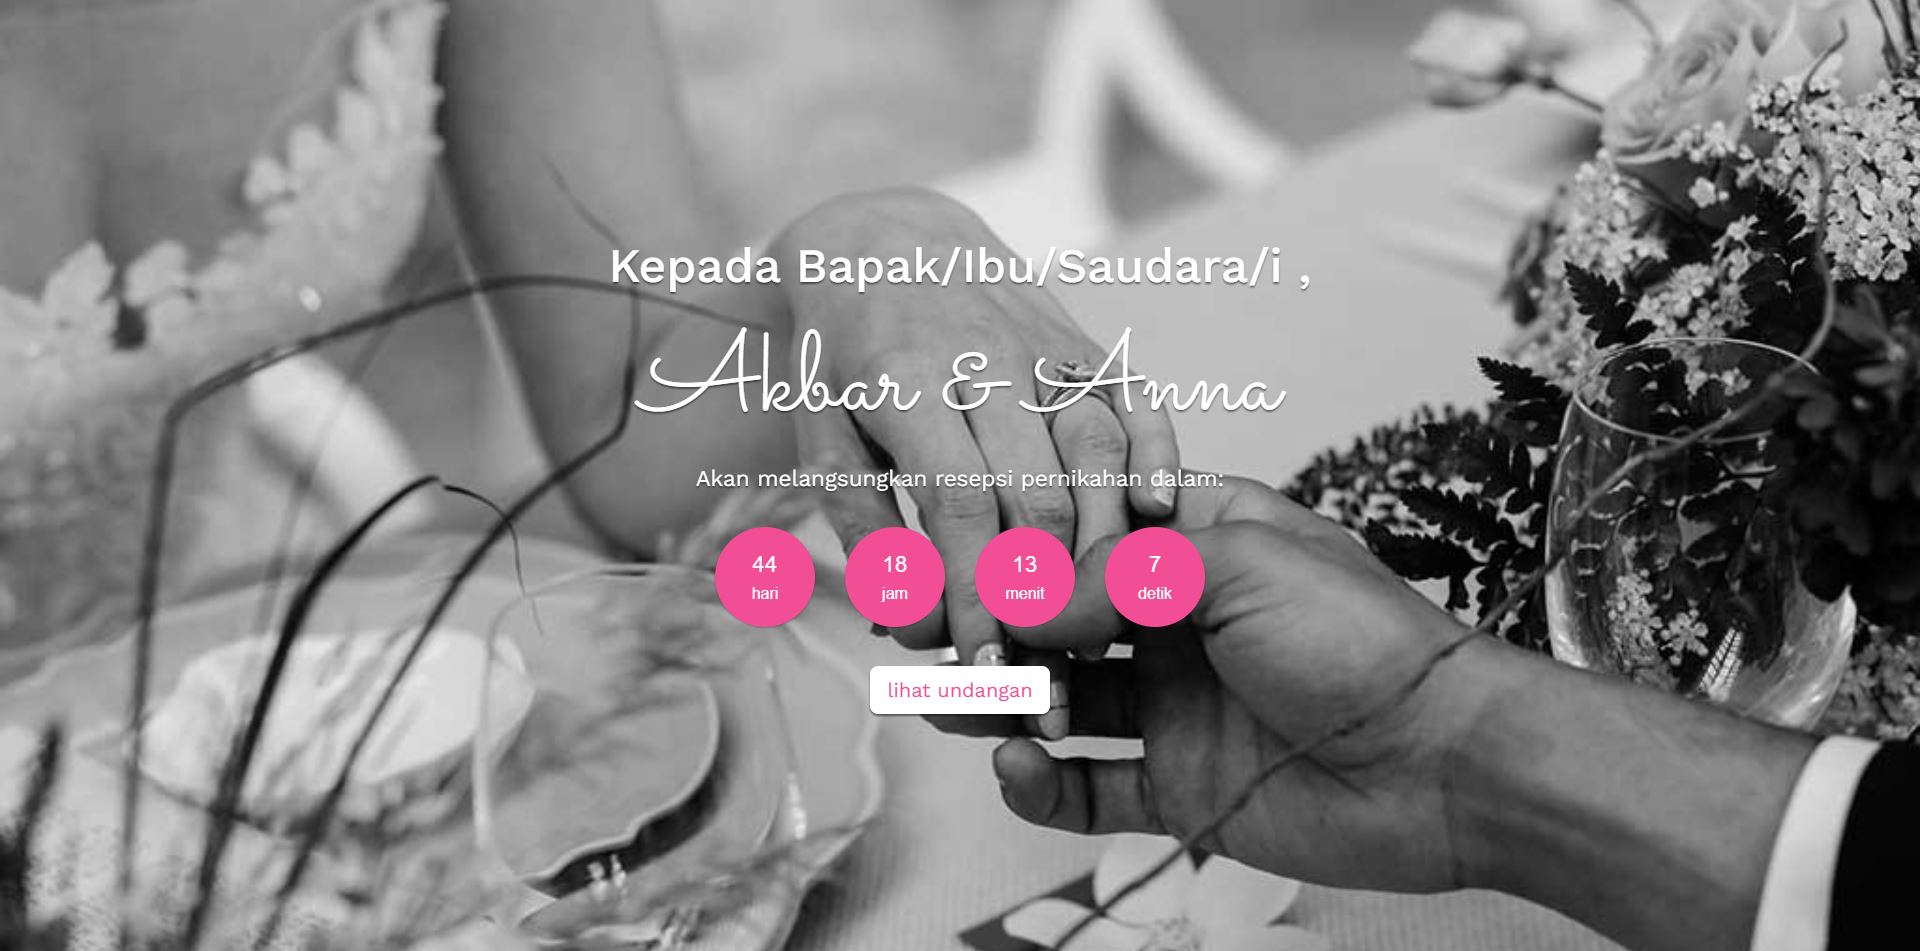 Kepada Bapak/Ibu/Saudara/i ,
Akbar & Anna
Akan melangsungkan resepsi pernikahan dalam:
44 18 13 7
hari jam menit detik
lihat undangan